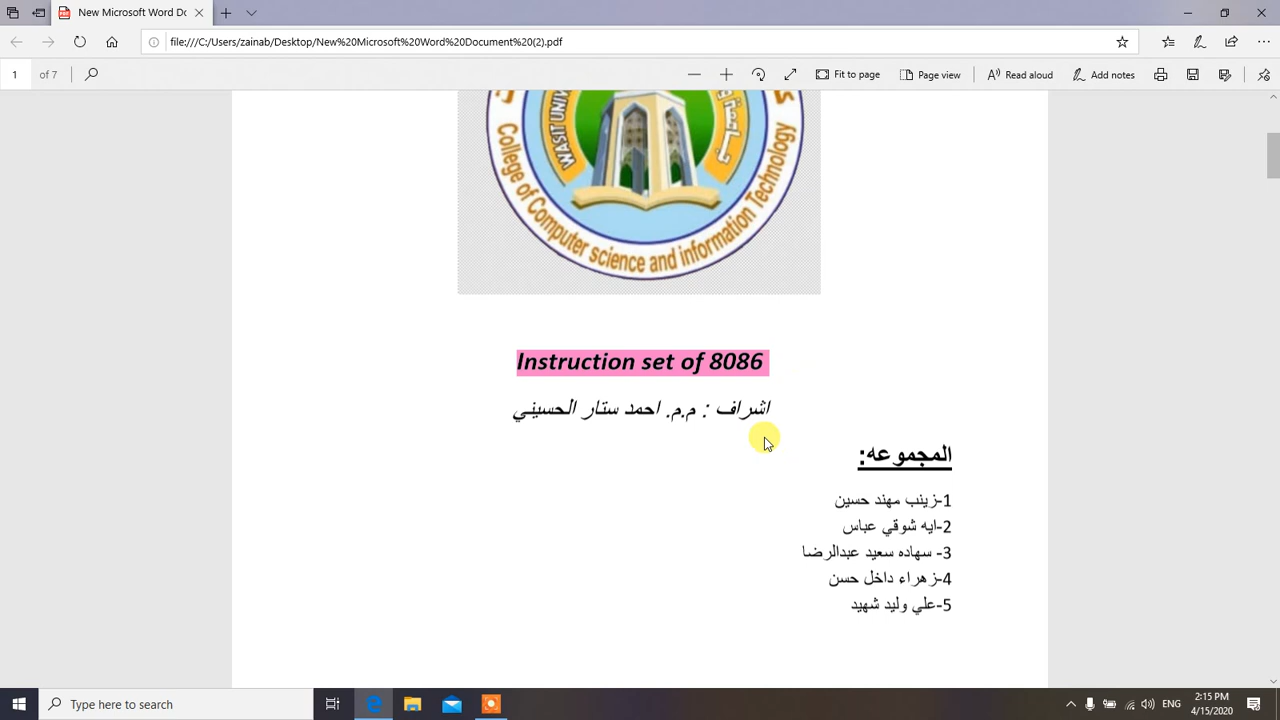 New Microsoft Word Do
file:///C:/Users/zainab/Desktop/New%20Microsoft%20Word%20Document%20(2).pdf
1 of 7
Fit to page
Page view
Read aloud
Add notes
WASIT UNIV
College of Computer science and information Technology
Instruction set of 8086
اشراف : م.م. احمد ستار الحسيني
المجموعه:
1-زينب مهند حسين
2-ايه شوقي عباس
3- سهاده سعيد عبدالرضا
4-زهراء داخل حسن
5-علي وليد شهيد
Type here to search
ENG
2:15 PM
4/15/2020